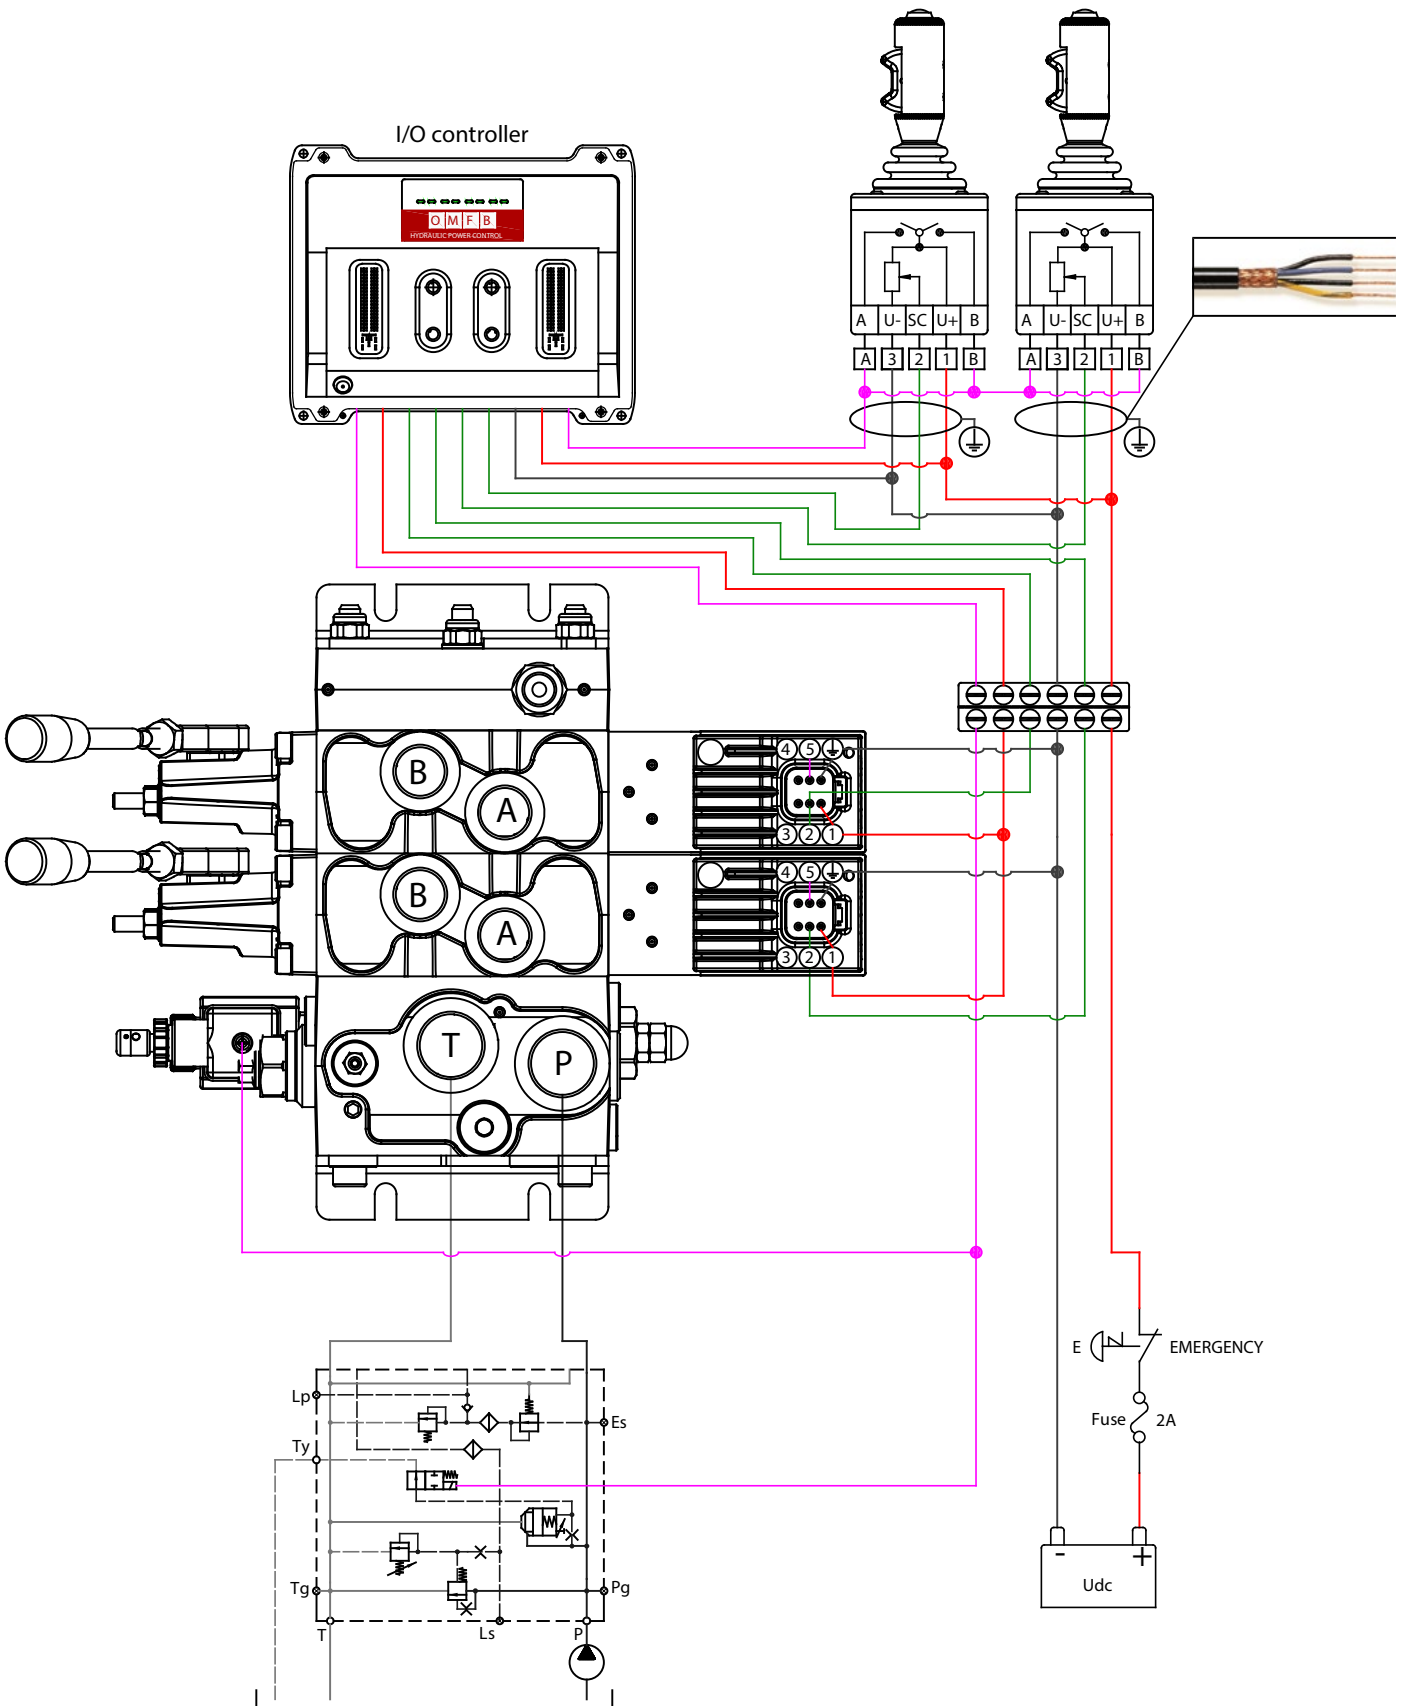 I/O controller
O M F B
HYDRAULIC POWER CONTROL
A U- SC U+ B
A U- SC U+ B
A 3 2 1 B
A 3 2 1 B
B
A
4 5
3 2 1
B
A
4 5
3 2 1
T
P
E
EMERGENCY
Fuse 2A
Lp
Es
Ty
Tg
Pg
T
Ls
P
- +
Udc